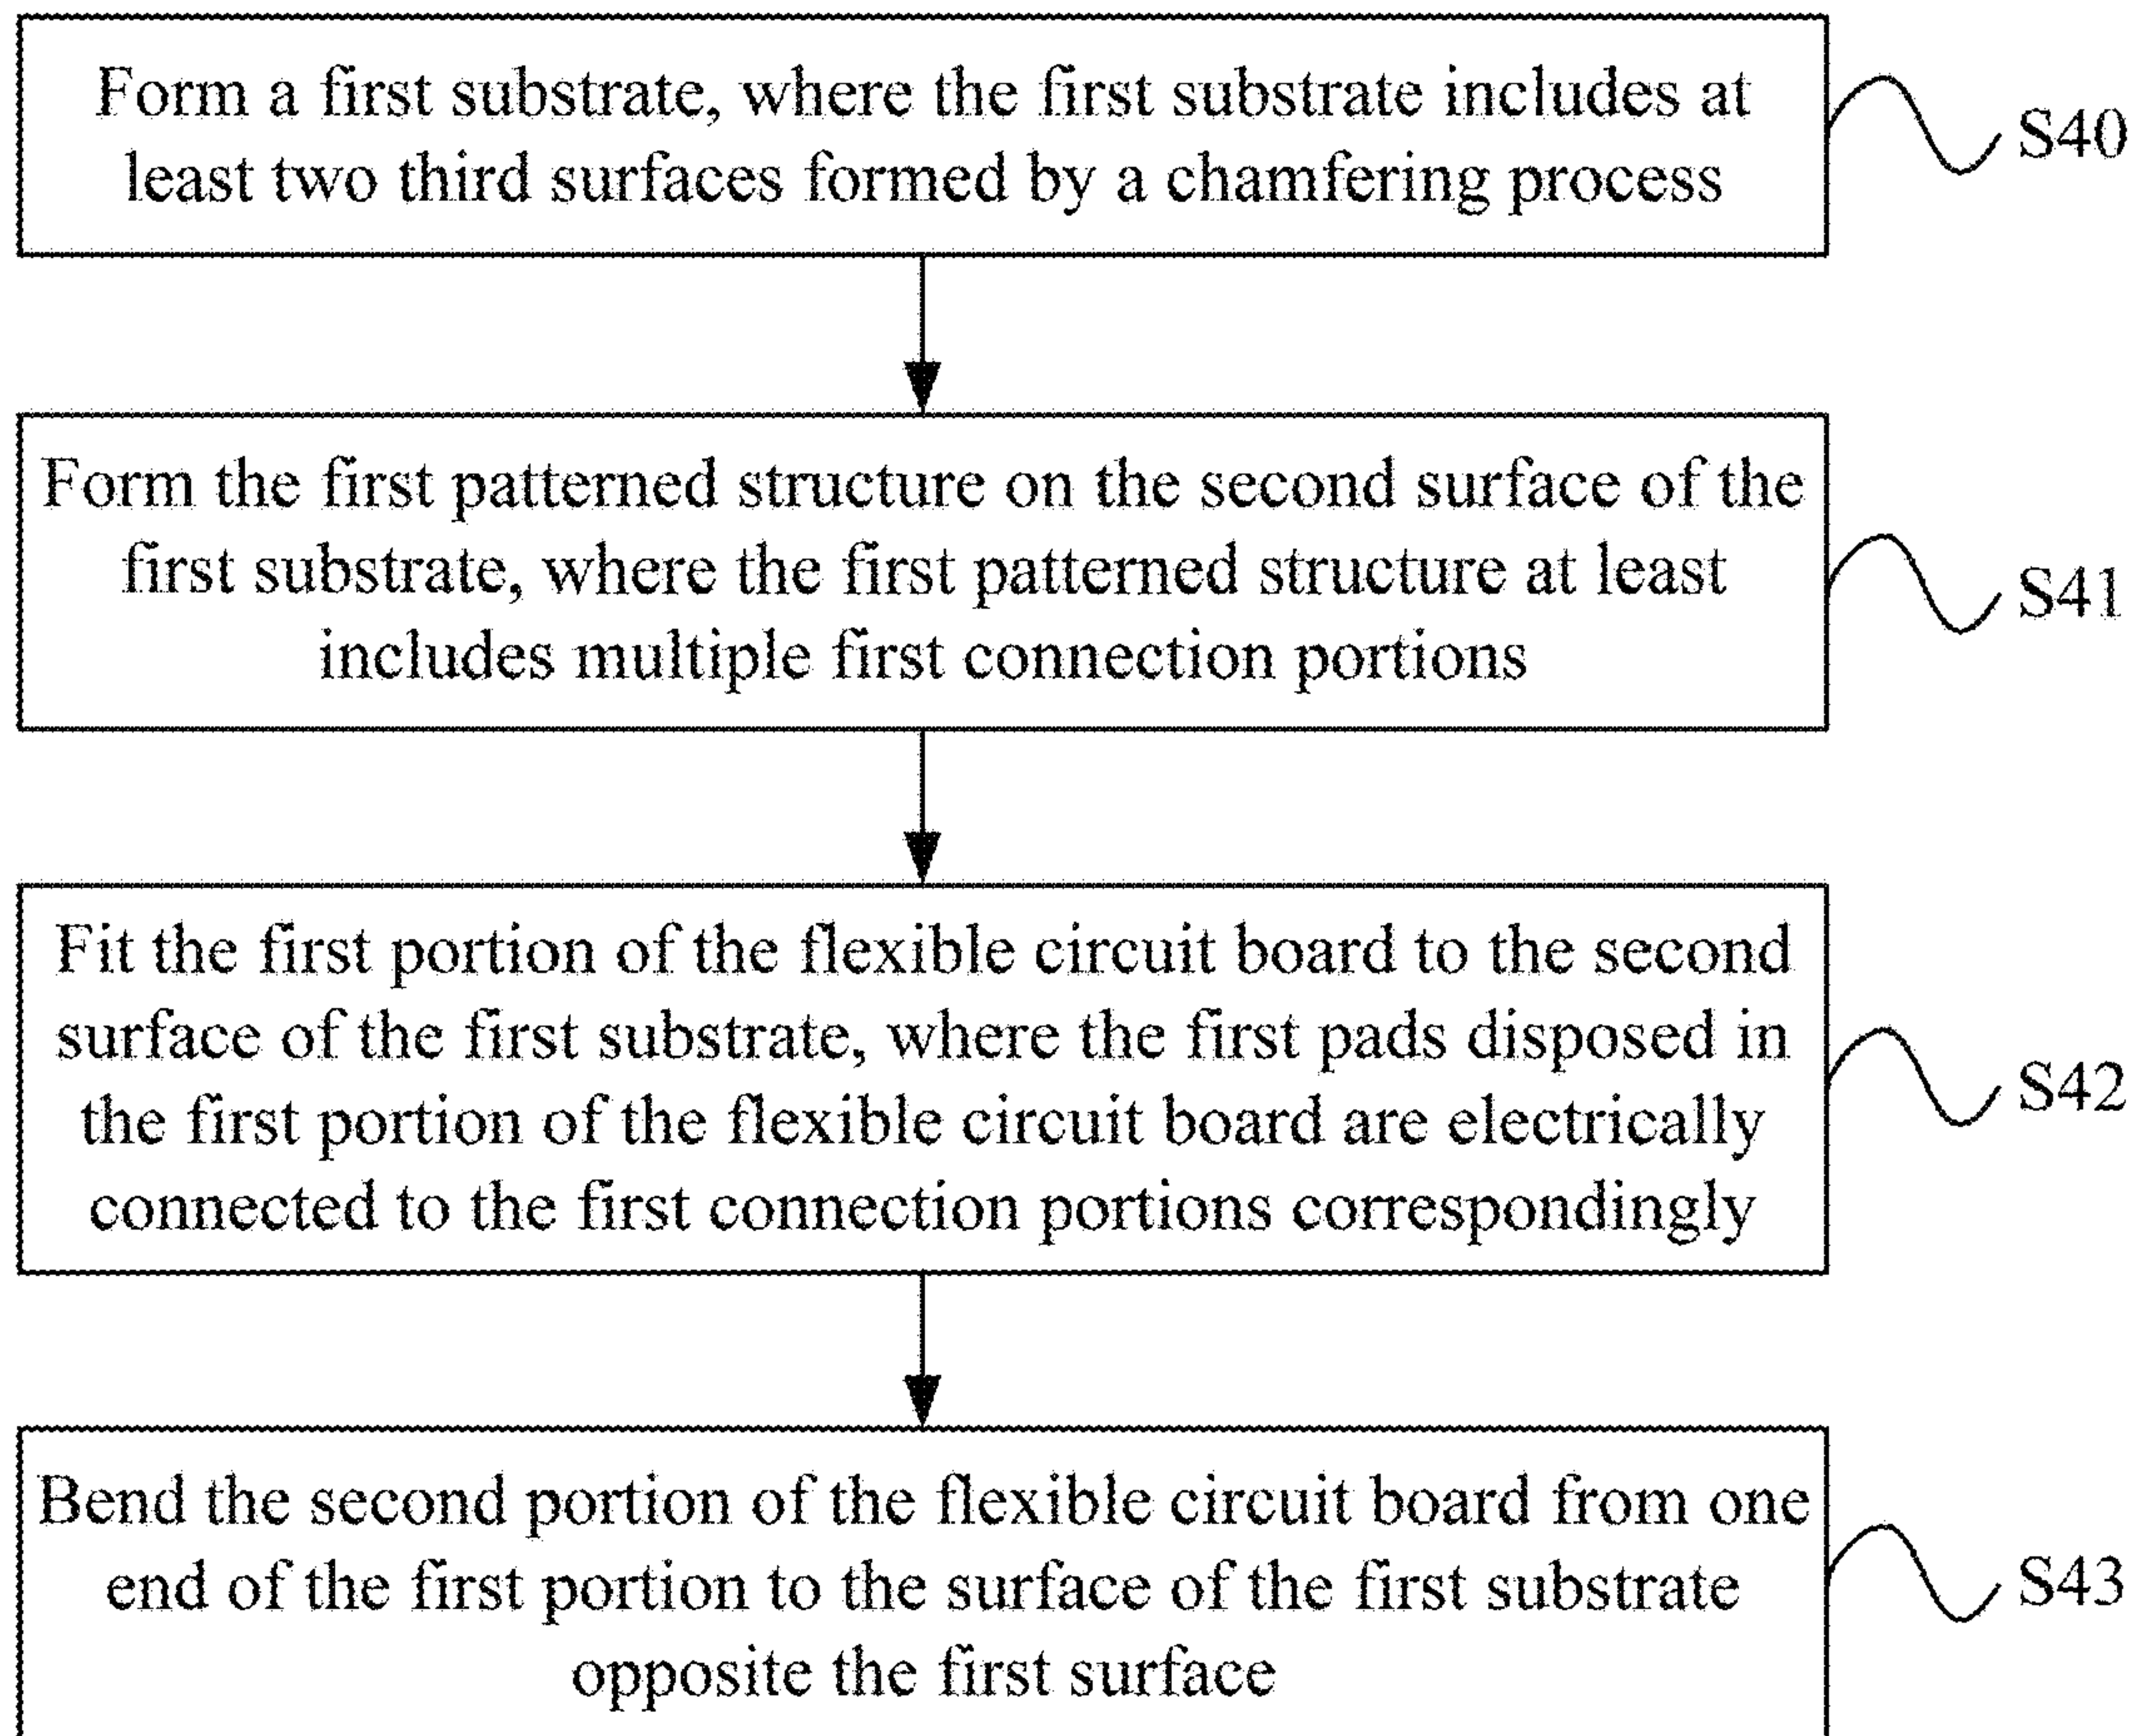 Form a first substrate, where the first substrate includes at
least two third surfaces formed by a chamfering process
S40
Form the first patterned structure on the second surface of the
first substrate, where the first patterned structure at least
includes multiple first connection portions
S41
Fit the first portion of the flexible circuit board to the second
surface of the first substrate, where the first pads disposed in
the first portion of the flexible circuit board are electrically
connected to the first connection portions correspondingly
S42
Bend the second portion of the flexible circuit board from one
end of the first portion to the surface of the first substrate
opposite the first surface
S43